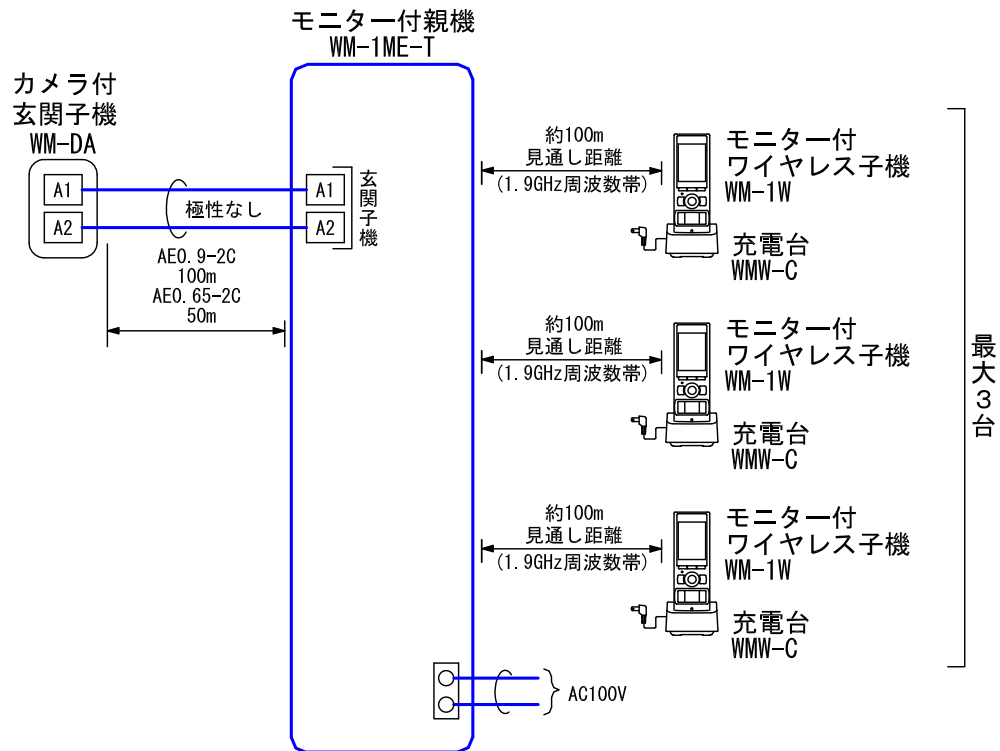 モニター付親機
WM-1ME-T
カメラ付
玄関子機
WM-DA
A1
A2
極性なし
A1
A2
玄関子機
AE0.9-2C
100m
AE0.65-2C
50m
約100m
見通し距離
(1.9GHz周波数帯)
モニター付
ワイヤレス子機
WM-1W
充電台
WMW-C
約100m
見通し距離
(1.9GHz周波数帯)
モニター付
ワイヤレス子機
WM-1W
充電台
WMW-C
約100m
見通し距離
(1.9GHz周波数帯)
モニター付
ワイヤレス子機
WM-1W
充電台
WMW-C
最大3台
AC100V